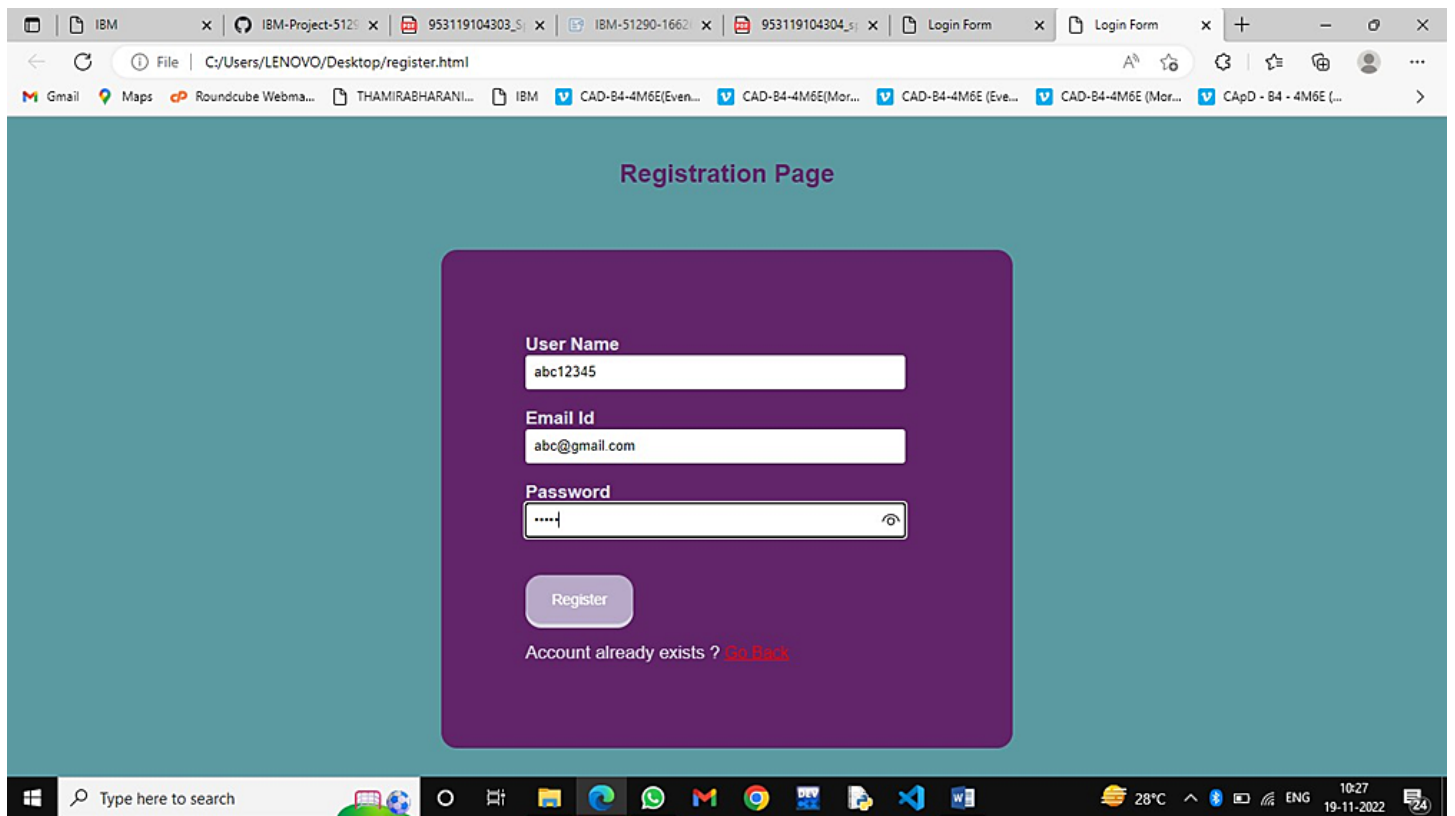 IBM
IBM-Project-5129
953119104303_S
IBM-51290-1662
953119104304_s
Login Form
Login Form
File
C:/Users/LENOVO/Desktop/register.html
Gmail
Maps
Roundcube Webma...
THAMIRABHARANI...
IBM
CAD-B4-4M6E(Even...
CAD-B4-4M6E(Mor...
CAD-B4-4M6E (Eve...
CAD-B4-4M6E (Mor...
CApD - B4 - 4M6E (...
Registration Page
User Name
abc12345
Email Id
abc@gmail.com
Password
•••••
Register
Account already exists ? Go Back
Type here to search
DEV
28°C
ENG
10:27
19-11-2022
24